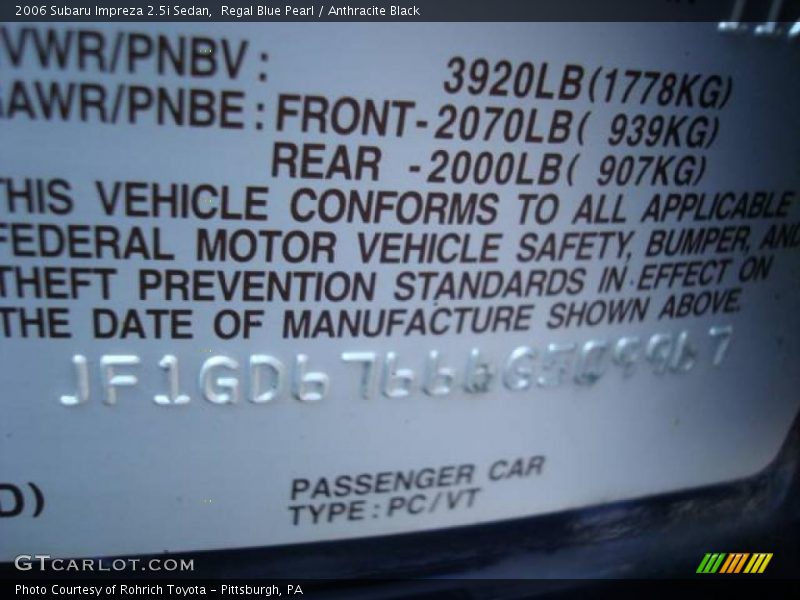 2006 Subaru Impreza 2.5i Sedan, Regal Blue Pearl / Anthracite Black
VWR/PNBV : 3920LB(1778KG)
AWR/PNBE : FRONT-2070LB( 939KG)
REAR -2000LB( 907KG)
THIS VEHICLE CONFORMS TO ALL APPLICABLE
FEDERAL MOTOR VEHICLE SAFETY, BUMPER, AND
THEFT PREVENTION STANDARDS IN EFFECT ON
THE DATE OF MANUFACTURE SHOWN ABOVE.
JF1GD67666G509967
D)
PASSENGER CAR
TYPE : PC/VT
GTCARLOT.COM
Photo Courtesy of Rohrich Toyota - Pittsburgh, PA